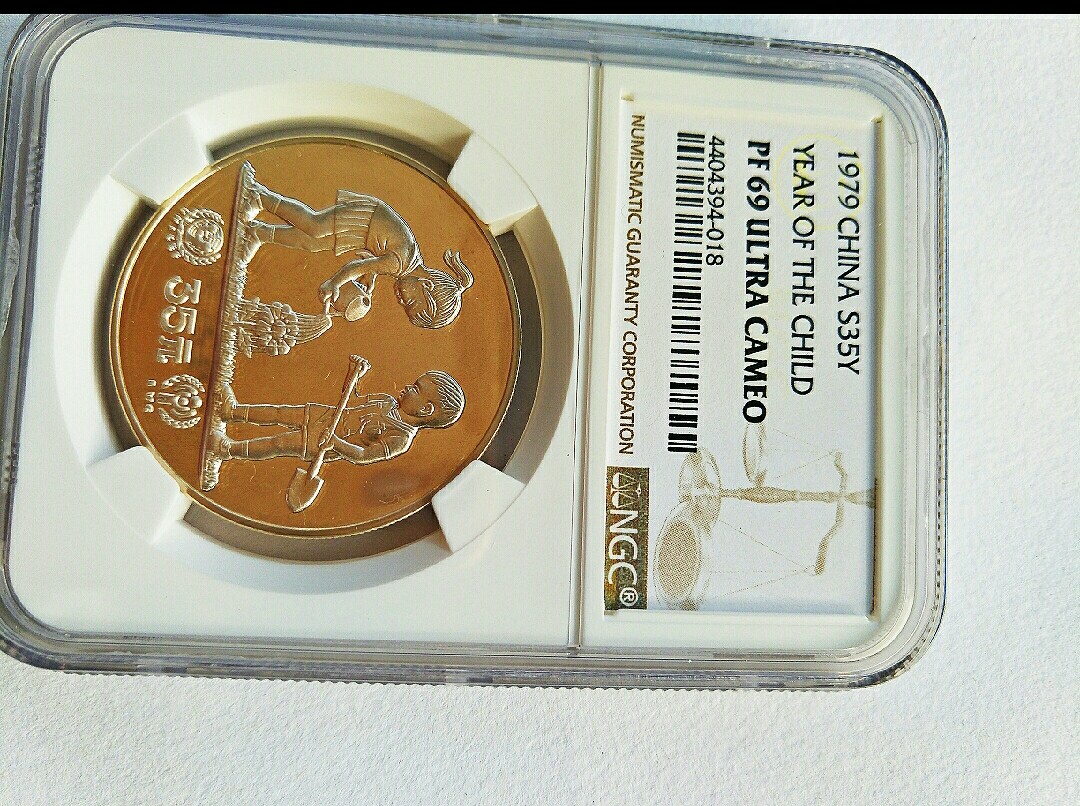 1979 CHINA S35Y
YEAR OF THE CHILD
PF 69 ULTRA CAMEO
4404394-018
NUMISMATIC GUARANTY CORPORATION
NGC®
35元